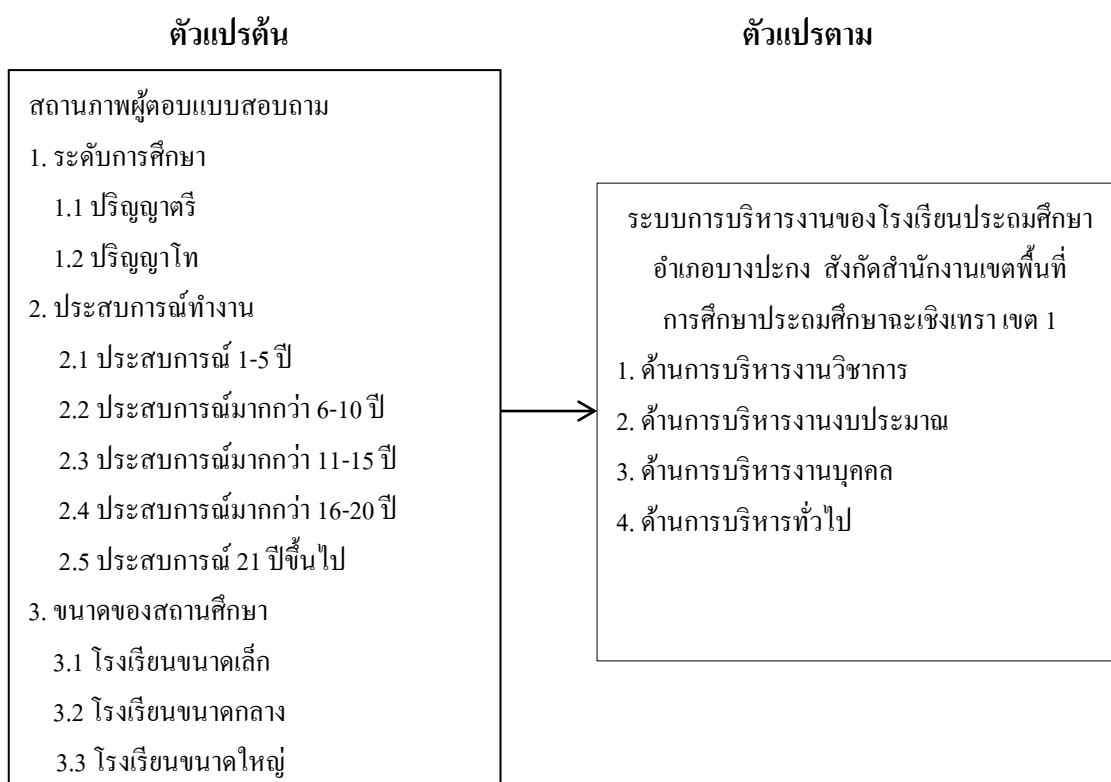 ตัวแปรต้น
ตัวแปรตาม
สถานภาพผู้ตอบแบบสอบถาม
1. ระดับการศึกษา
1.1 ปริญญาตรี
1.2 ปริญญาโท
2. ประสบการณ์ทำงาน
2.1 ประสบการณ์ 1-5 ปี
2.2 ประสบการณ์มากกว่า 6-10 ปี
2.3 ประสบการณ์มากกว่า 11-15 ปี
2.4 ประสบการณ์มากกว่า 16-20 ปี
2.5 ประสบการณ์ 21 ปีขึ้นไป
3. ขนาดของสถานศึกษา
3.1 โรงเรียนขนาดเล็ก
3.2 โรงเรียนขนาดกลาง
3.3 โรงเรียนขนาดใหญ่
ระบบการบริหารงานของโรงเรียนประถมศึกษา
อำเภอบางปะกง สังกัดสำนักงานเขตพื้นที่
การศึกษาประถมศึกษาฉะเชิงเทรา เขต 1
1. ด้านการบริหารงานวิชาการ
2. ด้านการบริหารงานงบประมาณ
3. ด้านการบริหารงานบุคคล
4. ด้านการบริหารทั่วไป